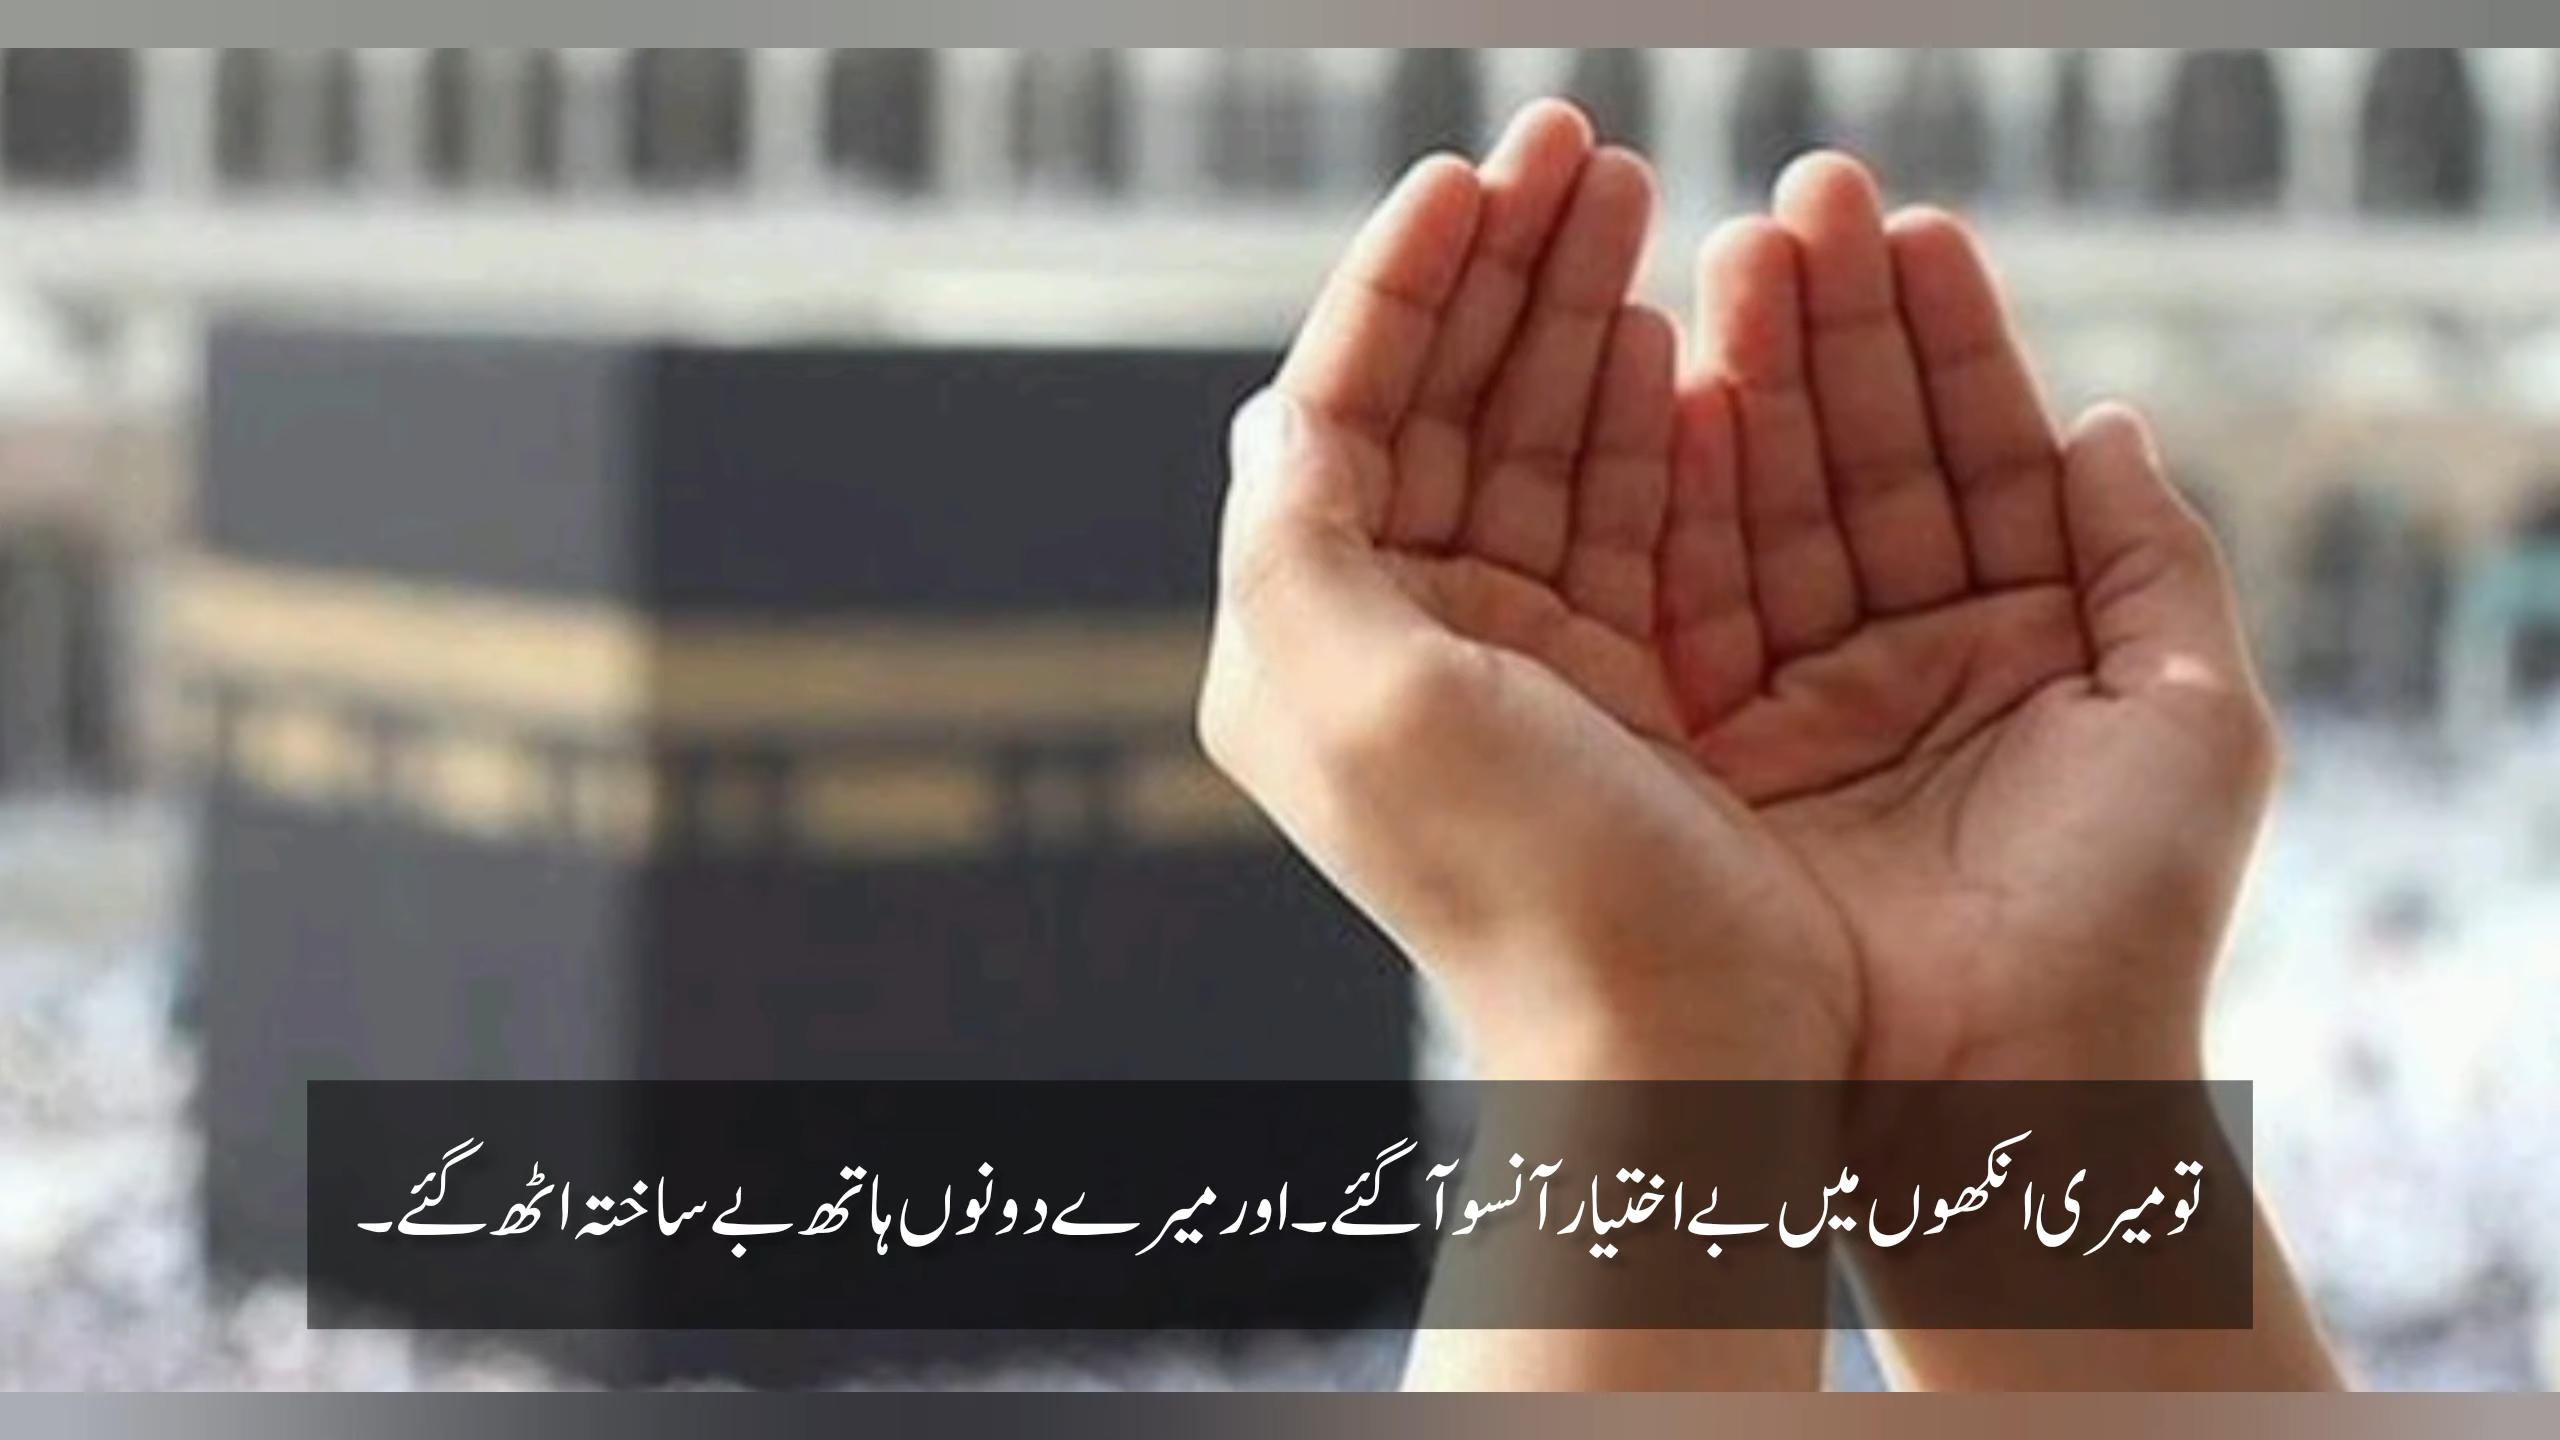 تو میری انکھوں میں بے اختیار آنسو آ گئے۔ اور میرے دونوں ہاتھ بے ساختہ اٹھ گئے۔